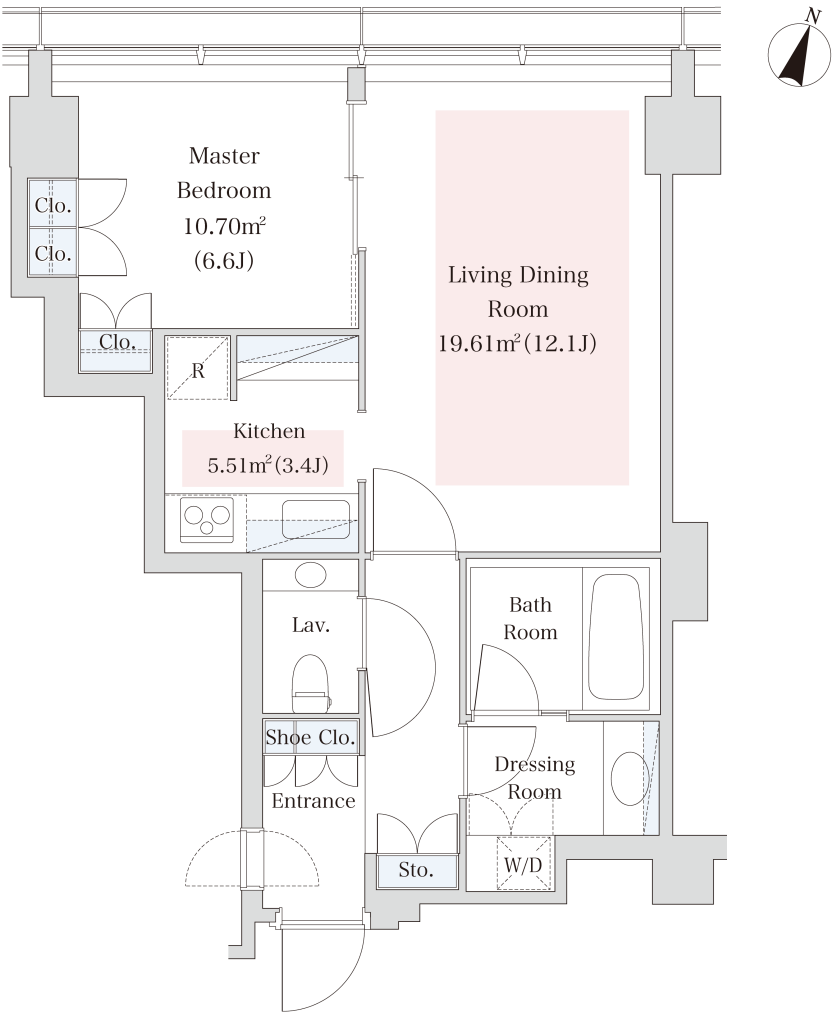 N
Master
Bedroom
10.70m²
(6.6J)
Clo.
Clo.
Clo.
Living Dining
Room
19.61m²(12.1J)
R
Kitchen
5.51m²(3.4J)
Lav.
Bath
Room
Shoe Clo.
Entrance
Dressing
Room
Sto.
W/D